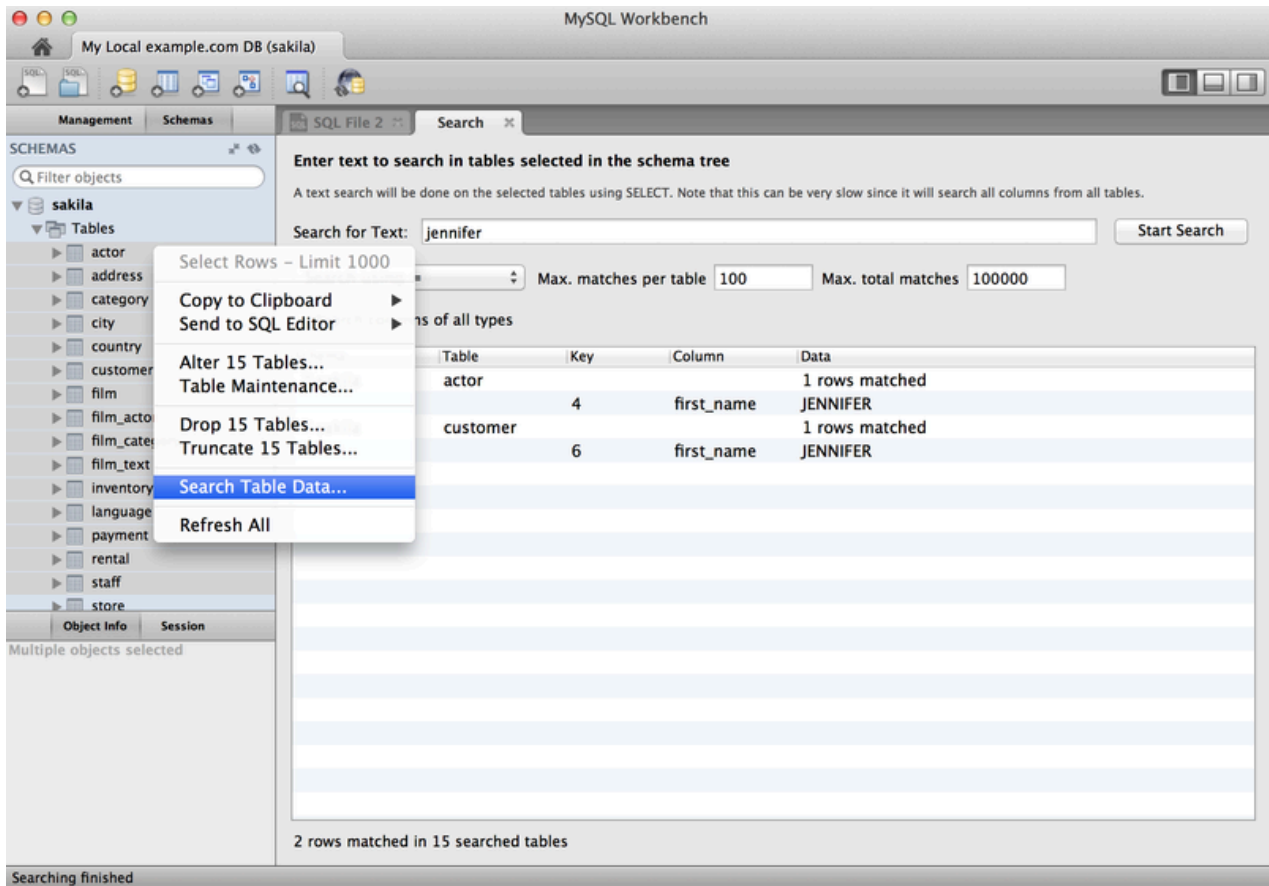 MySQL Workbench
My Local example.com DB (sakila)
SQL SQL
Management Schemas
SQL File 2 Search
SCHEMAS
Filter objects
sakila
Tables
actor
address
category
city
country
customer
film
film_acto
film_cate
film_text
inventory
language
payment
rental
staff
store
Object Info Session
Multiple objects selected
Select Rows – Limit 1000
Copy to Clipboard
Send to SQL Editor
Alter 15 Tables...
Table Maintenance...
Drop 15 Tables...
Truncate 15 Tables...
Search Table Data...
Refresh All
Enter text to search in tables selected in the schema tree
A text search will be done on the selected tables using SELECT. Note that this can be very slow since it will search all columns from all tables.
Search for Text: jennifer Start Search
= Max. matches per table 100 Max. total matches 100000
of all types
Table Key Column Data
actor 1 rows matched
4 first_name JENNIFER
customer 1 rows matched
6 first_name JENNIFER
2 rows matched in 15 searched tables
Searching finished